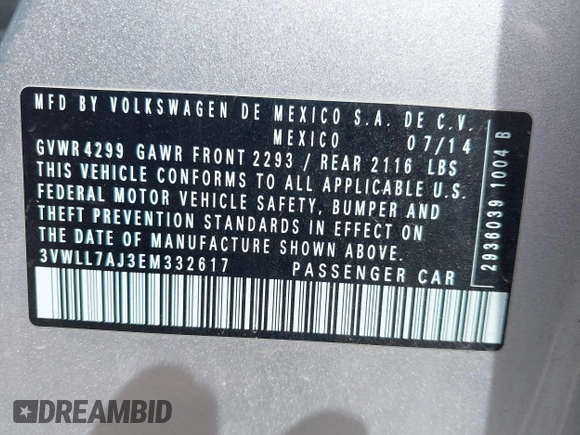 MFD BY VOLKSWAGEN DE MEXICO S.A. DE C.V.
MEXICO 07/14
GVWR 4299 GAWR FRONT 2293 / REAR 2116 LBS
THIS VEHICLE CONFORMS TO ALL APPLICABLE U.S.
FEDERAL MOTOR VEHICLE SAFETY, BUMPER AND
THEFT PREVENTION STANDARDS IN EFFECT ON
THE DATE OF MANUFACTURE SHOWN ABOVE.
3VWLL7AJ3EM332617 PASSENGER CAR
2936039 1004 B
DREAMBID